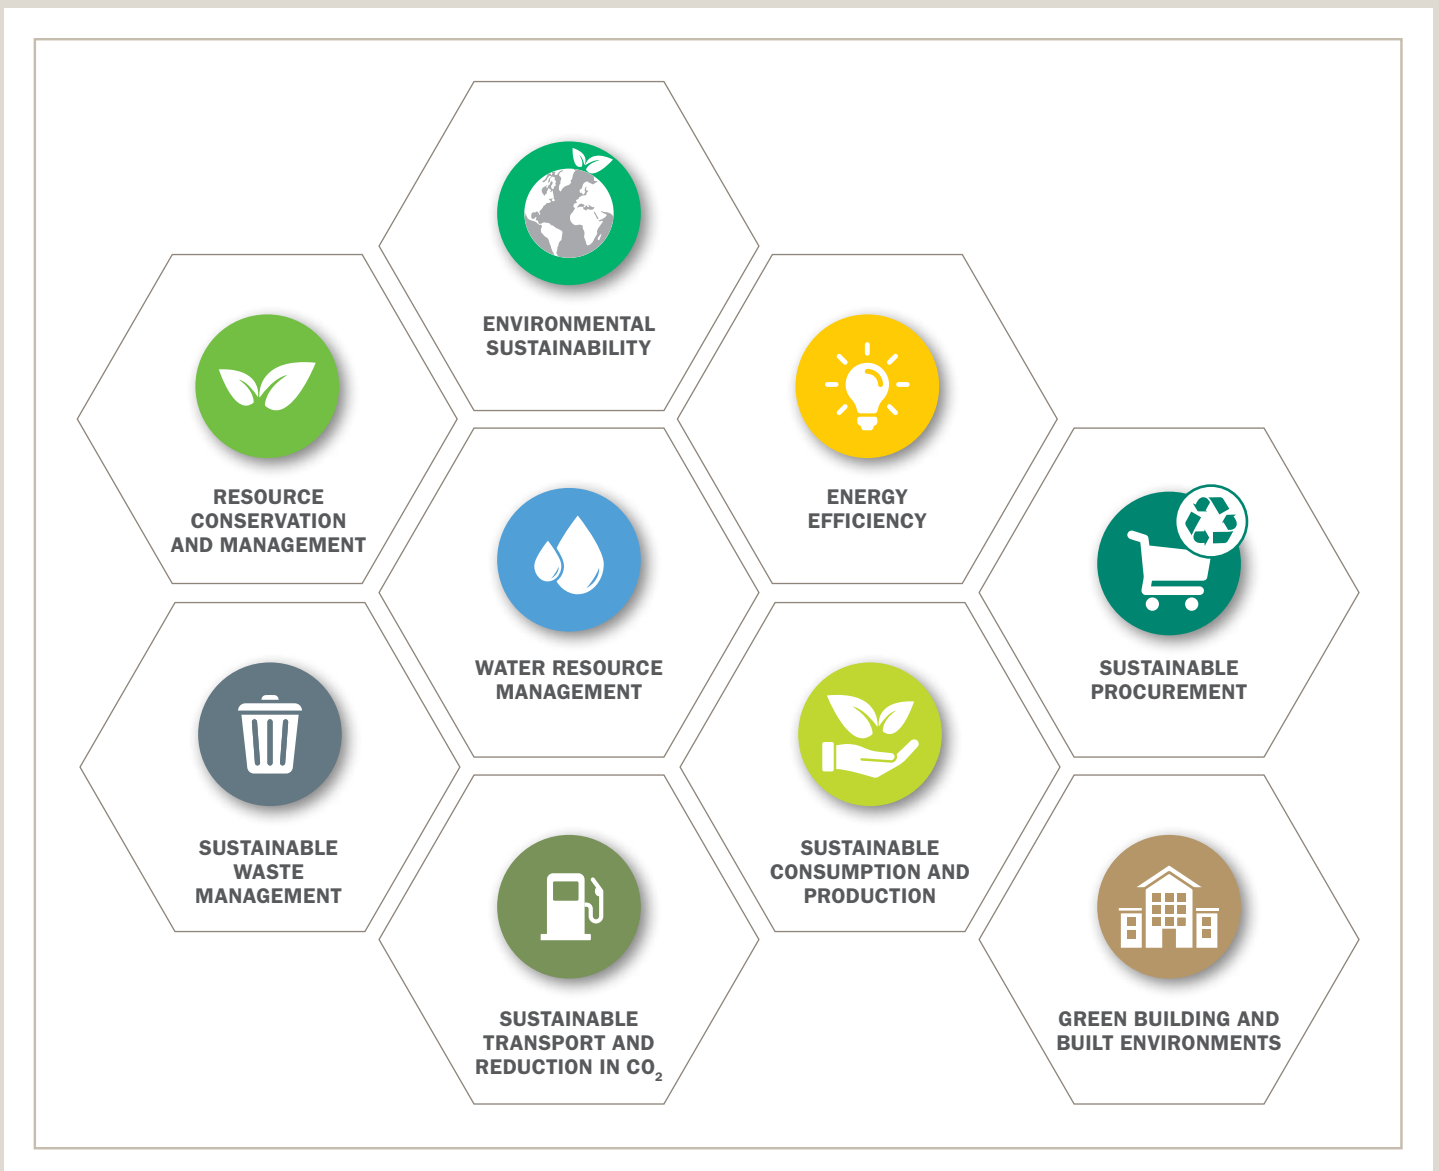 ENVIRONMENTAL
SUSTAINABILITY
RESOURCE
CONSERVATION
AND MANAGEMENT
ENERGY
EFFICIENCY
WATER RESOURCE
MANAGEMENT
SUSTAINABLE
PROCUREMENT
SUSTAINABLE
WASTE
MANAGEMENT
SUSTAINABLE
CONSUMPTION AND
PRODUCTION
SUSTAINABLE
TRANSPORT AND
REDUCTION IN CO₂
GREEN BUILDING AND
BUILT ENVIRONMENTS